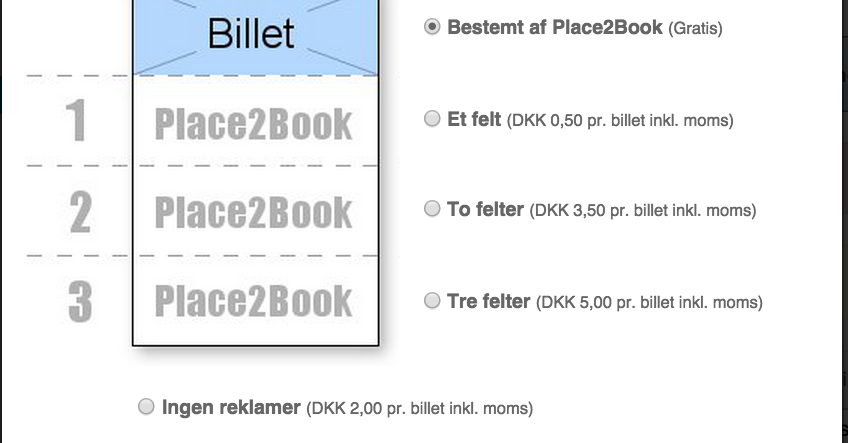 Billet
Bestemt af Place2Book (Gratis)
1 Place2Book
Et felt (DKK 0,50 pr. billet inkl. moms)
2 Place2Book
To felter (DKK 3,50 pr. billet inkl. moms)
3 Place2Book
Tre felter (DKK 5,00 pr. billet inkl. moms)
Ingen reklamer (DKK 2,00 pr. billet inkl. moms)